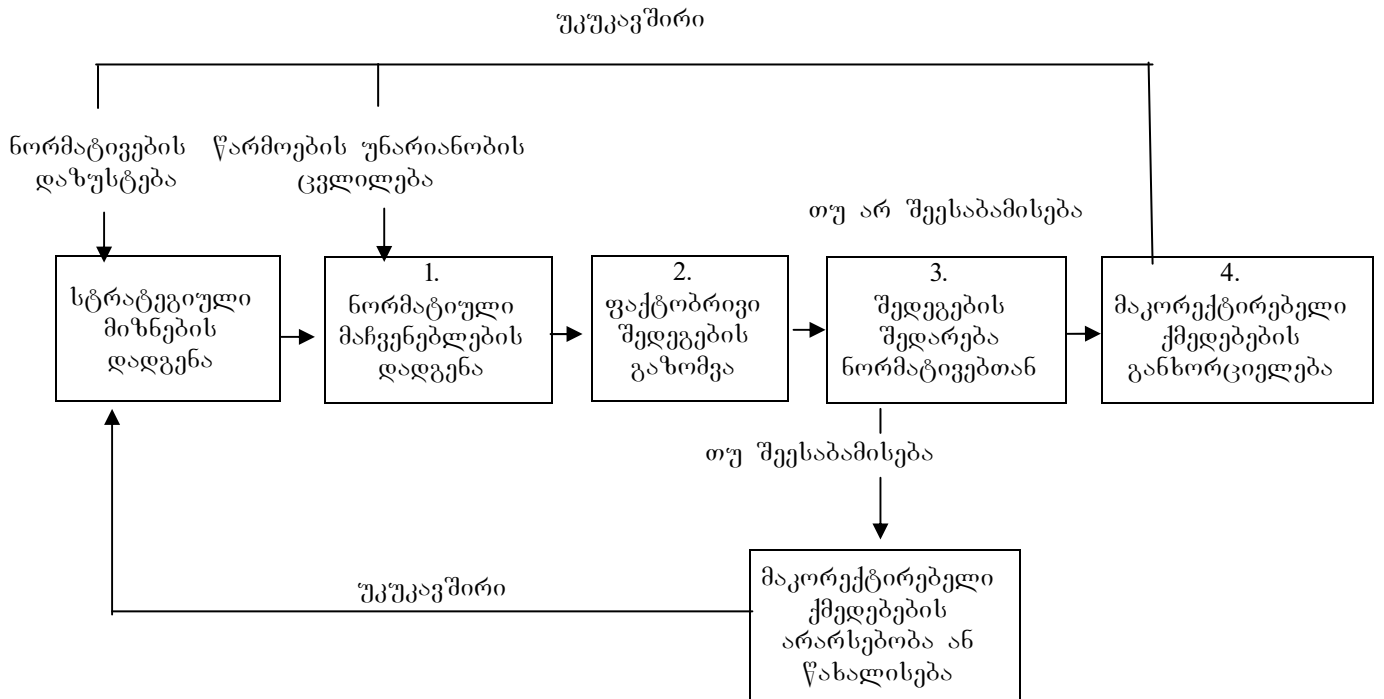 უკუკავშირი
ნორმატივების
დაზუსტება
წარმოების უნარიანობის
ცვლილება
თუ არ შეესაბამისება
სტრატეგიული
მიზნების
დადგენა
1.
ნორმატიული
მაჩვენებლების
დადგენა
2.
ფაქტობრივი
შედეგების
გაზომვა
3.
შედეგების
შედარება
ნორმატივებთან
4.
მაკორექტირებელი
ქმედებების
განხორციელება
თუ შეესაბამისება
უკუკავშირი
მაკორექტირებელი
ქმედებების
არარსებობა ან
წახალისება